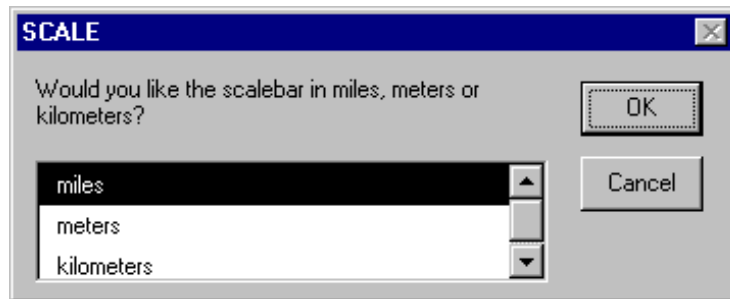 SCALE
Would you like the scalebar in miles, meters or
kilometers?
OK
miles
Cancel
meters
kilometers